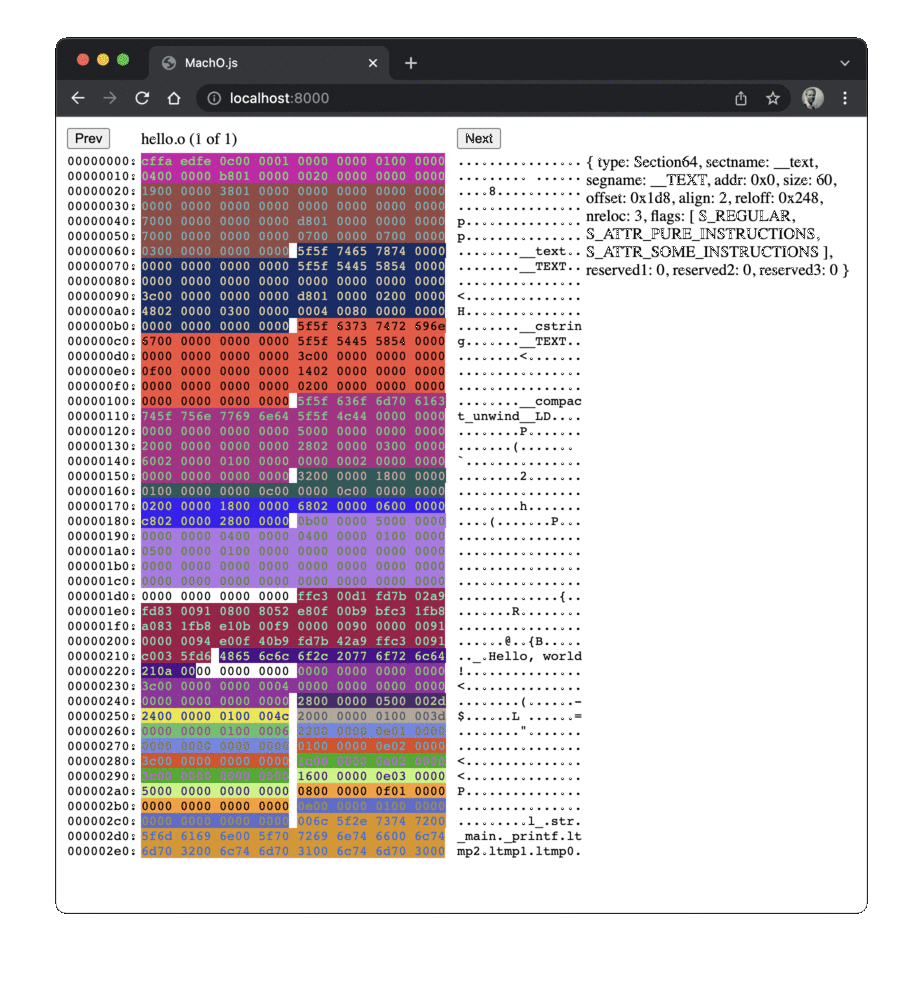 MachO.js
localhost:8000
Prev hello.o (1 of 1) Next
00000000: cffa edfe 0c00 0001 0000 0000 0100 0000 ................
00000010: 0400 0000 b801 0000 0020 0000 0000 0000 ......... ......
00000020: 1900 0000 3801 0000 0000 0000 0000 0000 ....8...........
00000030: 0000 0000 0000 0000 0000 0000 0000 0000 ................
00000040: 7000 0000 0000 0000 d801 0000 0000 0000 p...............
00000050: 7000 0000 0000 0000 0700 0000 0700 0000 p...............
00000060: 0300 0000 0000 0000 5f5f 7465 7874 0000 ........__text..
00000070: 0000 0000 0000 0000 5f5f 5445 5854 0000 ........__TEXT..
00000080: 0000 0000 0000 0000 0000 0000 0000 0000 ................
00000090: 3c00 0000 0000 0000 d801 0000 0200 0000 <...............
000000a0: 4802 0000 0300 0000 0004 0080 0000 0000 H...............
000000b0: 0000 0000 0000 0000 5f5f 6373 7472 696e ........__cstrin
000000c0: 6700 0000 0000 0000 5f5f 5445 5854 0000 g.......__TEXT..
000000d0: 0000 0000 0000 0000 3c00 0000 0000 0000 ........<.......
000000e0: 0f00 0000 0000 0000 1402 0000 0000 0000 ................
000000f0: 0000 0000 0000 0000 0200 0000 0000 0000 ................
00000100: 0000 0000 0000 0000 5f5f 636f 6d70 6163 ........__compac
00000110: 745f 756e 7769 6e64 5f5f 4c44 0000 0000 t_unwind__LD....
00000120: 0000 0000 0000 0000 5000 0000 0000 0000 ........P.......
00000130: 2000 0000 0000 0000 2802 0000 0300 0000 .......(.......
00000140: 6002 0000 0100 0000 0000 0002 0000 0000 `...............
00000150: 0000 0000 0000 0000 3200 0000 1800 0000 ........2.......
00000160: 0100 0000 0000 0c00 0000 0c00 0000 0000 ................
00000170: 0200 0000 1800 0000 6802 0000 0600 0000 ........h.......
00000180: c802 0000 2800 0000 0b00 0000 5000 0000 ....(.......P...
00000190: 0000 0000 0400 0000 0400 0000 0100 0000 ................
000001a0: 0500 0000 0100 0000 0000 0000 0000 0000 ................
000001b0: 0000 0000 0000 0000 0000 0000 0000 0000 ................
000001c0: 0000 0000 0000 0000 0000 0000 0000 0000 ................
000001d0: 0000 0000 0000 0000 ffc3 00d1 fd7b 02a9 .............{..
000001e0: fd83 0091 0800 8052 e80f 00b9 bfc3 1fb8 .......R........
000001f0: a083 1fb8 e10b 00f9 0000 0090 0000 0091 ................
00000200: 0000 0094 e00f 40b9 fd7b 42a9 ffc3 0091 ......@..{B.....
00000210: c003 5fd6 4865 6c6c 6f2c 2077 6f72 6c64 .._.Hello, world
00000220: 210a 0000 0000 0000 0000 0000 0000 0000 !...............
00000230: 3c00 0000 0000 0004 0000 0000 0000 0000 <...............
00000240: 0000 0000 0000 0000 2800 0000 0500 002d ........(......-
00000250: 2400 0000 0100 004c 2000 0000 0100 003d $......L ......=
00000260: 0000 0000 0100 0006 2200 0000 0e01 0000 ........".......
00000270: 0000 0000 0000 0000 0100 0000 0e02 0000 ................
00000280: 3c00 0000 0000 0000 1c00 0000 0e02 0000 <...............
00000290: 3c00 0000 0000 0000 1600 0000 0e03 0000 <...............
000002a0: 5000 0000 0000 0000 0800 0000 0f01 0000 P...............
000002b0: 0000 0000 0000 0000 0e00 0000 0100 0000 ................
000002c0: 0000 0000 0000 0000 006c 5f2e 7374 7200 .........l_.str.
000002d0: 5f6d 6169 6e00 5f70 7269 6e74 6600 6c74 _main._printf.lt
000002e0: 6d70 3200 6c74 6d70 3100 6c74 6d70 3000 mp2.ltmp1.ltmp0.
{ type: Section64, sectname: __text,
segname: __TEXT, addr: 0x0, size: 60,
offset: 0x1d8, align: 2, reloff: 0x248,
nreloc: 3, flags: [ S_REGULAR,
S_ATTR_PURE_INSTRUCTIONS,
S_ATTR_SOME_INSTRUCTIONS ],
reserved1: 0, reserved2: 0, reserved3: 0 }